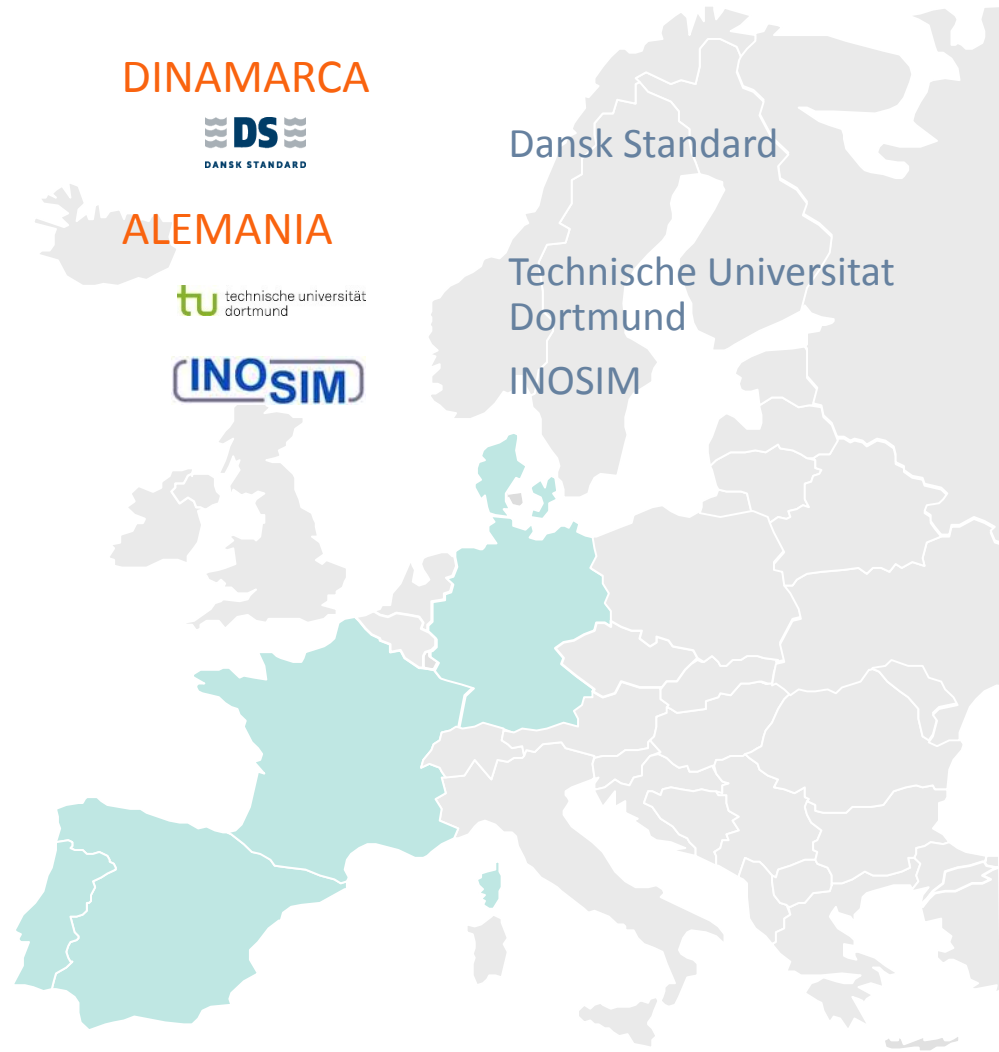 DINAMARCA
DS
DANSK STANDARD
Dansk Standard
ALEMANIA
tu technische universität
dortmund
Technische Universitat
Dortmund
INOSIM
INOSIM